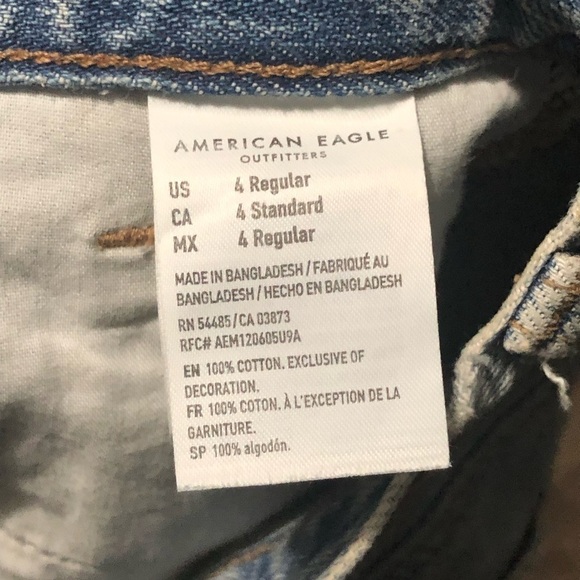 AMERICAN EAGLE
OUTFITTERS
US 4 Regular
CA 4 Standard
MX 4 Regular
MADE IN BANGLADESH / FABRIQUÉ AU
BANGLADESH / HECHO EN BANGLADESH
RN 54485 / CA 03873
RFC# AEM120605U9A
EN 100% COTTON. EXCLUSIVE OF
DECORATION.
FR 100% COTON. À L'EXCEPTION DE LA
GARNITURE.
SP 100% algodón.